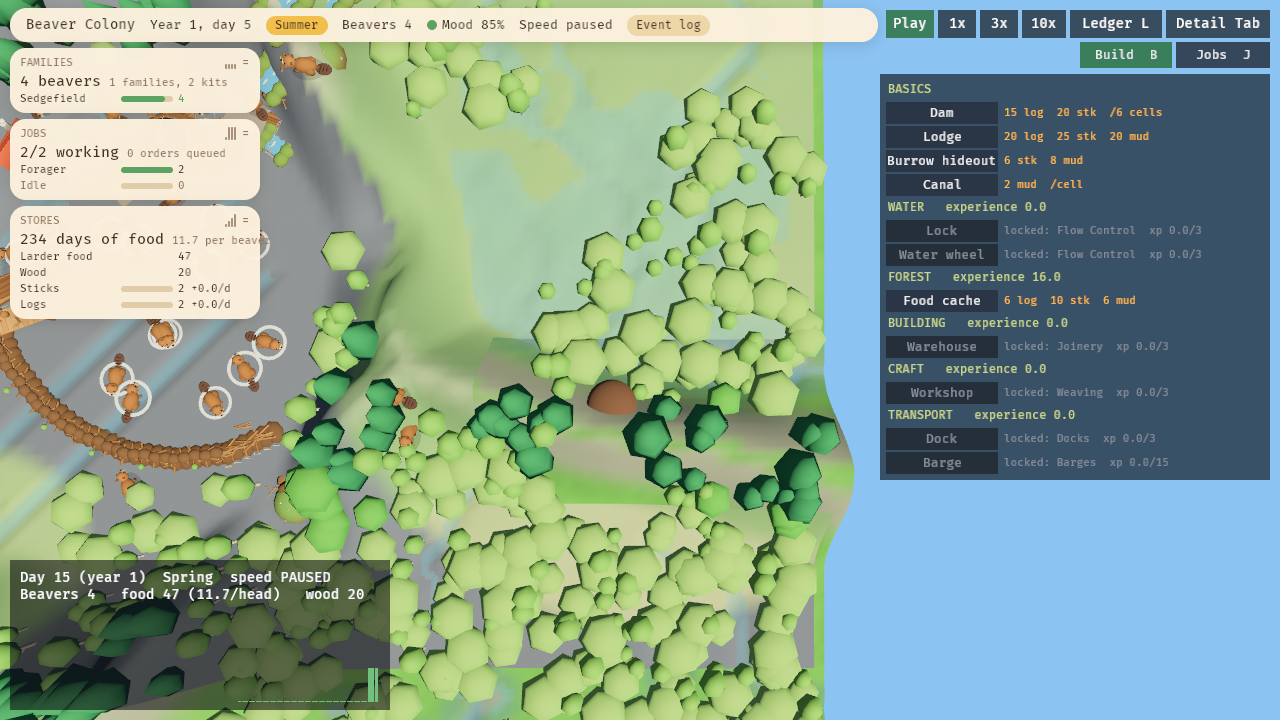 Beaver Colony Year 1, day 5 Summer Beavers 4 Mood 85% Speed paused Event log
Play 1x 3x 10x Ledger L Detail Tab
Build B Jobs J
FAMILIES =
4 beavers 1 families, 2 kits
Sedgefield 4
JOBS =
2/2 working 0 orders queued
Forager 2
Idle 0
STORES =
234 days of food 11.7 per beaver
Larder food 47
Wood 20
Sticks 2 +0.0/d
Logs 2 +0.0/d
BASICS
Dam 15 log 20 stk /6 cells
Lodge 20 log 25 stk 20 mud
Burrow hideout 6 stk 8 mud
Canal 2 mud /cell
WATER experience 0.0
Lock locked: Flow Control xp 0.0/3
Water wheel locked: Flow Control xp 0.0/3
FOREST experience 16.0
Food cache 6 log 10 stk 6 mud
BUILDING experience 0.0
Warehouse locked: Joinery xp 0.0/3
CRAFT experience 0.0
Workshop locked: Weaving xp 0.0/3
TRANSPORT experience 0.0
Dock locked: Docks xp 0.0/3
Barge locked: Barges xp 0.0/15
Day 15 (year 1) Spring speed PAUSED
Beavers 4 food 47 (11.7/head) wood 20